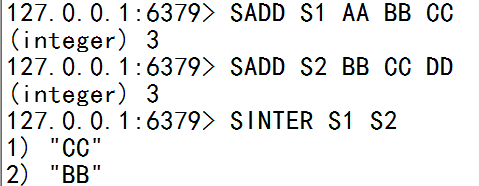 127.0.0.1:6379> SADD S1 AA BB CC
(integer) 3
127.0.0.1:6379> SADD S2 BB CC DD
(integer) 3
127.0.0.1:6379> SINTER S1 S2
1) "CC"
2) "BB"